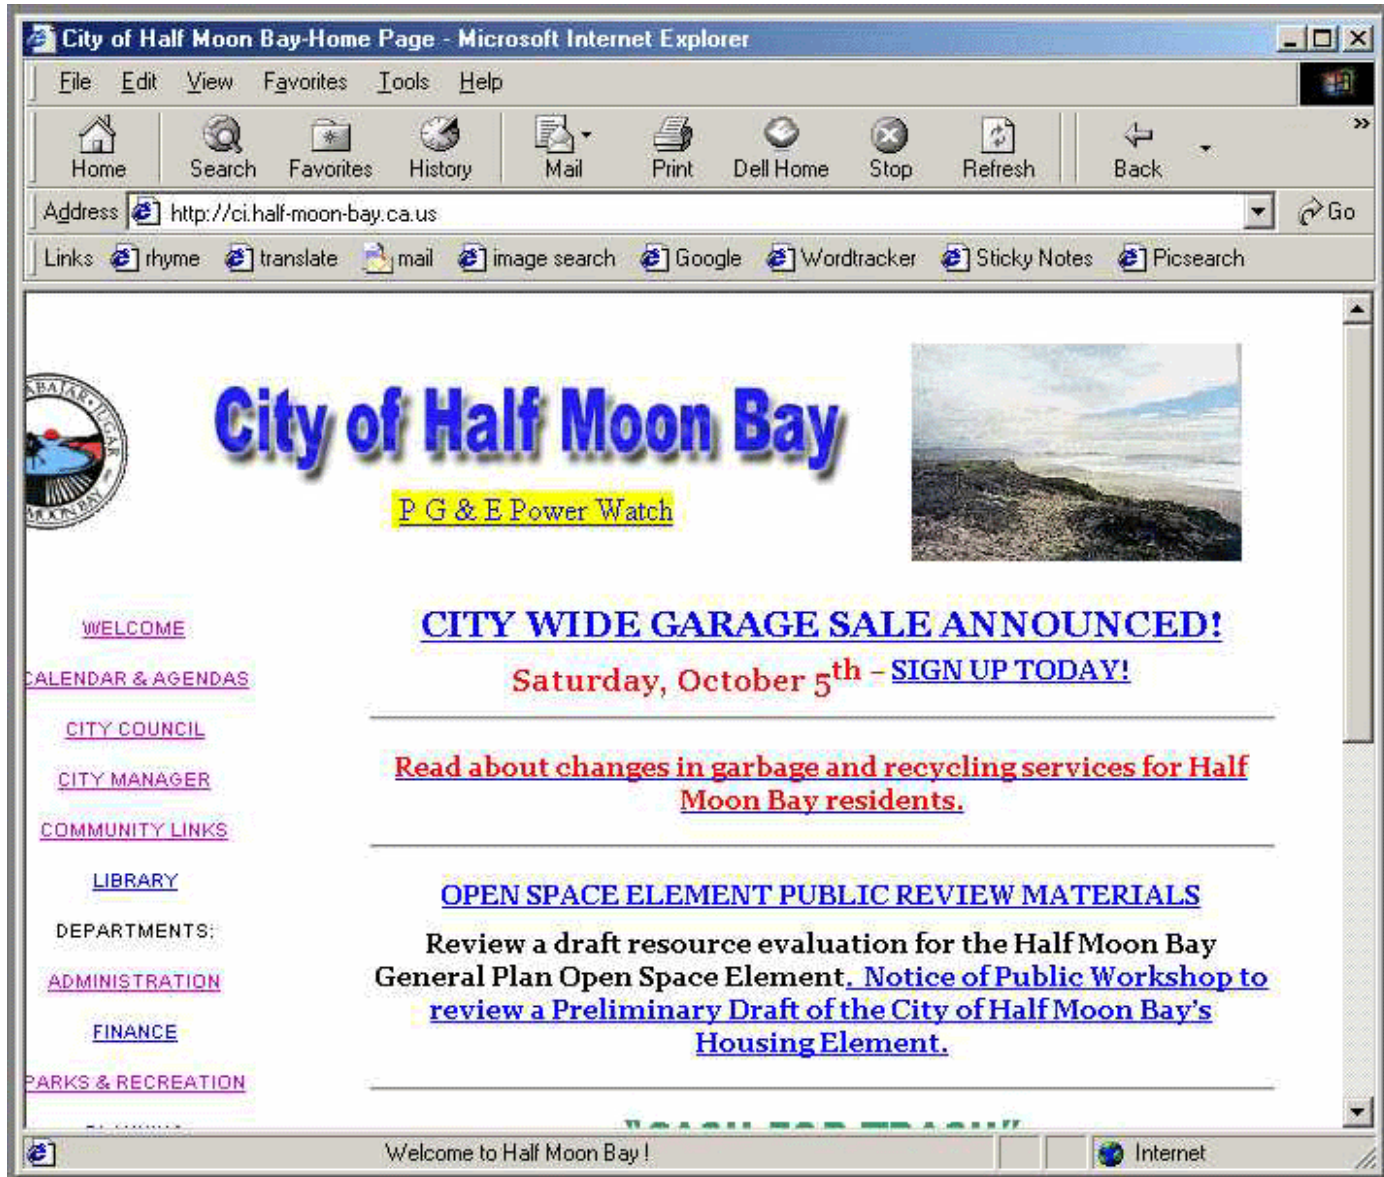 City of Half Moon Bay-Home Page - Microsoft Internet Explorer
File Edit View Favorites Tools Help
Home Search Favorites History Mail Print Dell Home Stop Refresh Back
Address http://ci.half-moon-bay.ca.us Go
Links rhyme translate mail image search Google Wordtracker Sticky Notes Picsearch
City of Half Moon Bay
P G & E Power Watch
WELCOME
CALENDAR & AGENDAS
CITY COUNCIL
CITY MANAGER
COMMUNITY LINKS
LIBRARY
DEPARTMENTS:
ADMINISTRATION
FINANCE
PARKS & RECREATION
CITY WIDE GARAGE SALE ANNOUNCED!
Saturday, October 5th – SIGN UP TODAY!
Read about changes in garbage and recycling services for Half
Moon Bay residents.
OPEN SPACE ELEMENT PUBLIC REVIEW MATERIALS
Review a draft resource evaluation for the Half Moon Bay
General Plan Open Space Element. Notice of Public Workshop to
review a Preliminary Draft of the City of Half Moon Bay's
Housing Element.
"CASH FOR TRASH"
Welcome to Half Moon Bay !
Internet